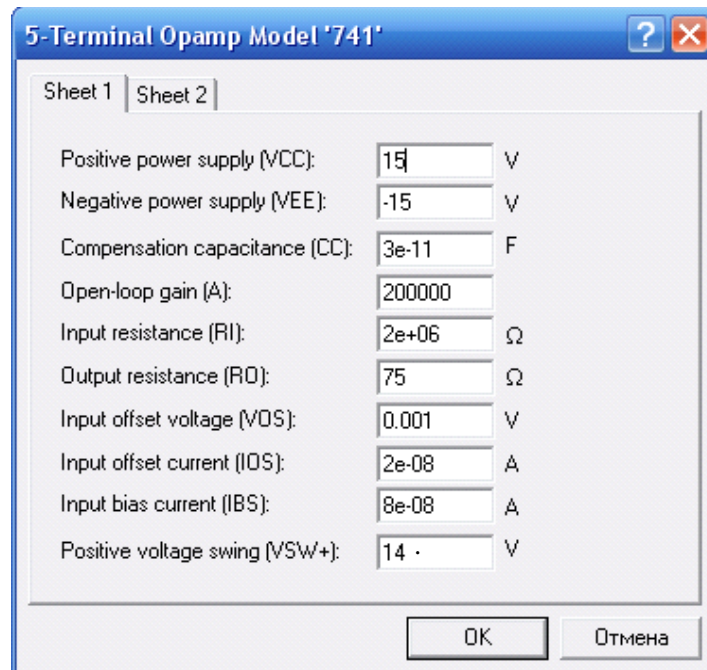 5-Terminal Opamp Model '741'
Sheet 1 Sheet 2
Positive power supply (VCC): 15 V
Negative power supply (VEE): -15 V
Compensation capacitance (CC): 3e-11 F
Open-loop gain (A): 200000
Input resistance (RI): 2e+06 Ω
Output resistance (RO): 75 Ω
Input offset voltage (VOS): 0.001 V
Input offset current (IOS): 2e-08 A
Input bias current (IBS): 8e-08 A
Positive voltage swing (VSW+): 14 · V
OK Отмена